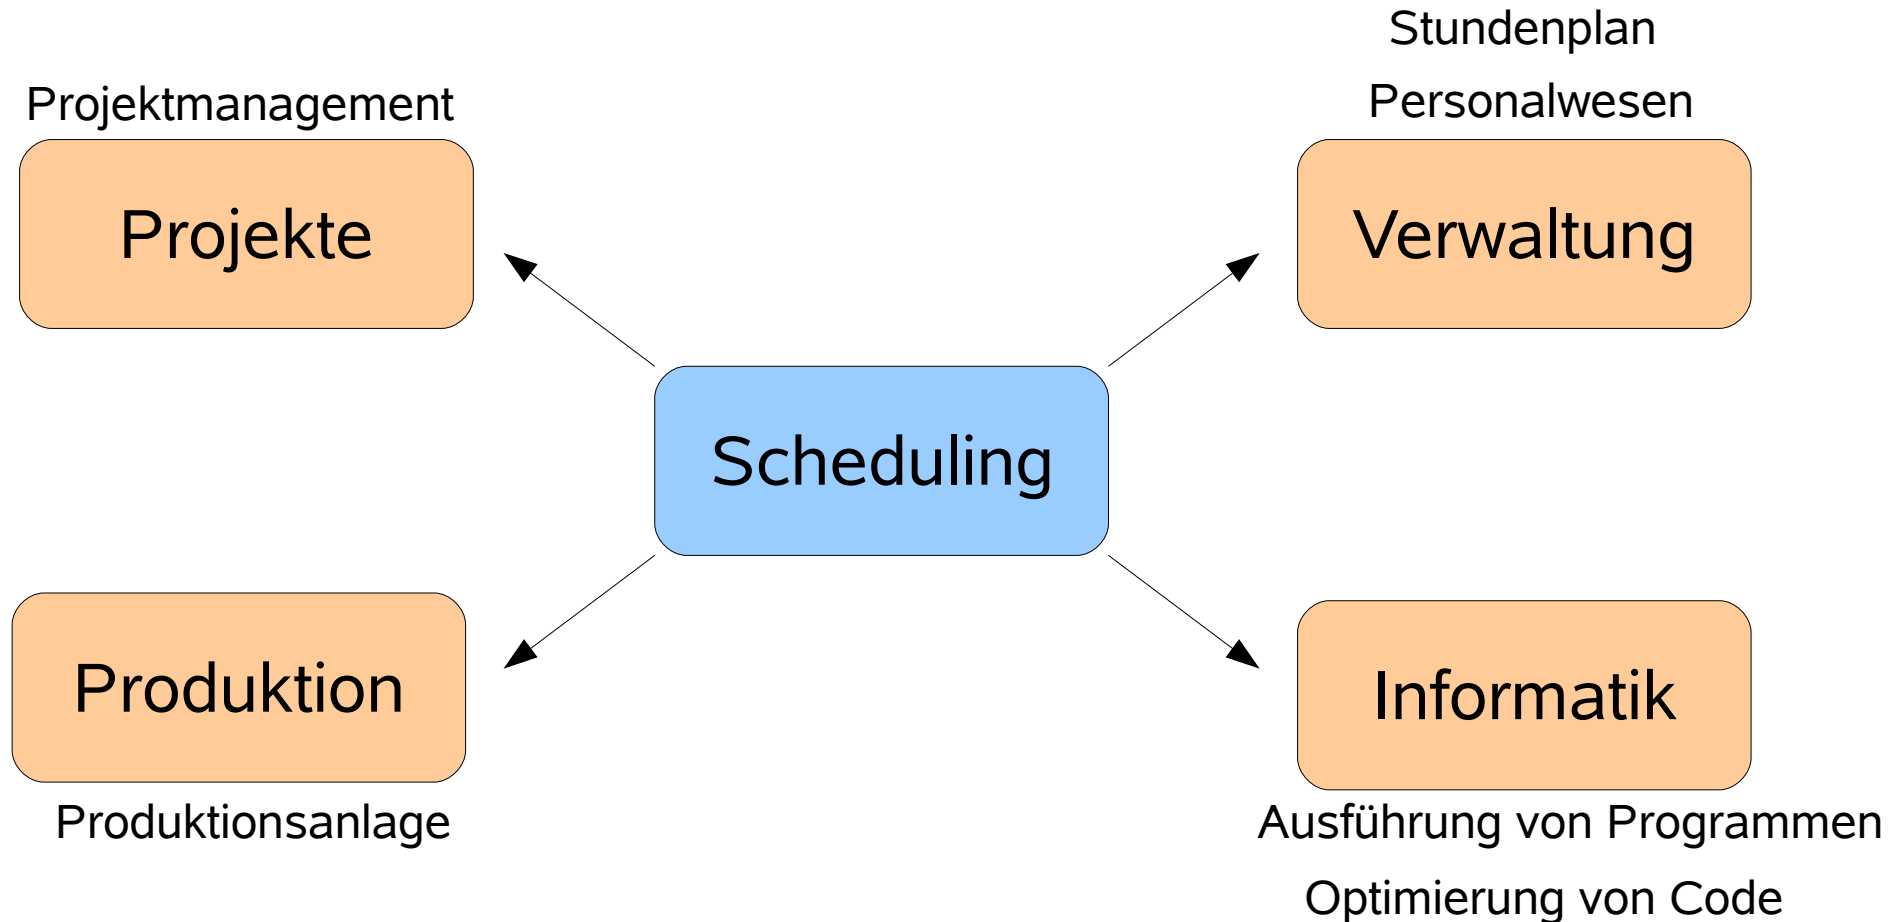 Stundenplan
Projektmanagement
Personalwesen
Projekte
Verwaltung
Scheduling
Produktion
Informatik
Produktionsanlage
Ausführung von Programmen
Optimierung von Code